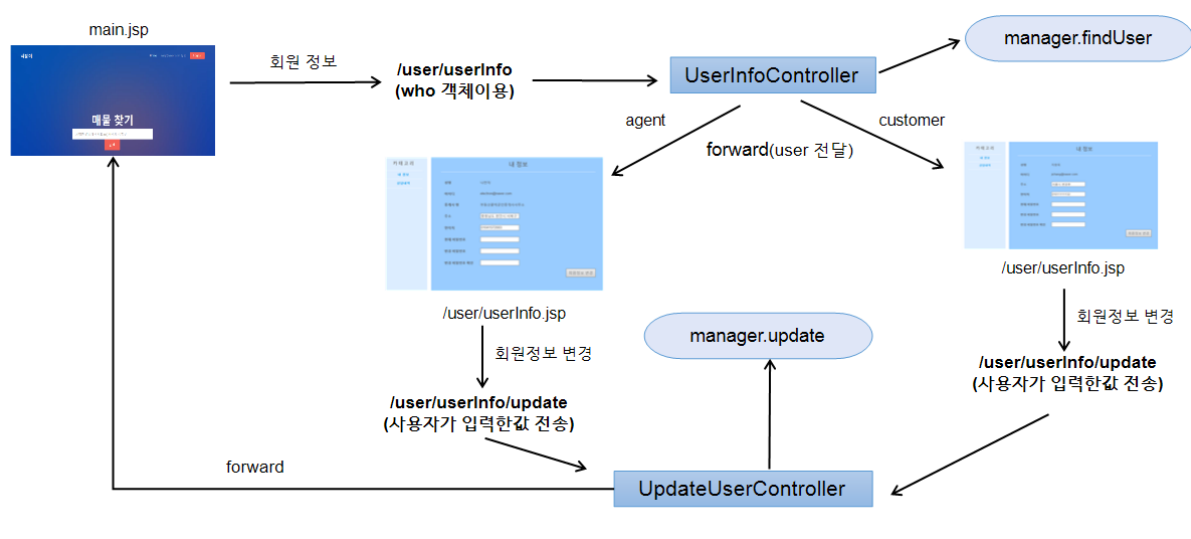 main.jsp
매물 찾기
회원 정보
/user/userInfo
(who 객체이용)
UserInfoController
manager.findUser
agent
customer
forward(user 전달)
내 정보
/user/userInfo.jsp
회원정보 변경
/user/userInfo/update
(사용자가 입력한값 전송)
내 정보
/user/userInfo.jsp
회원정보 변경
/user/userInfo/update
(사용자가 입력한값 전송)
manager.update
forward
UpdateUserController